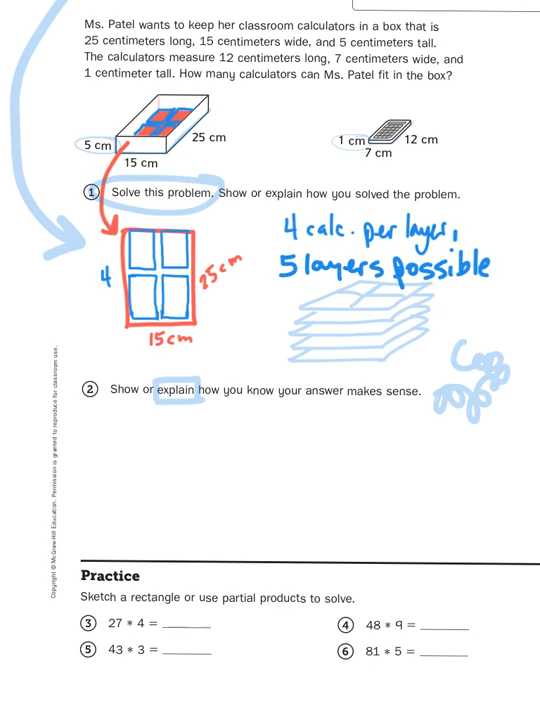 Ms. Patel wants to keep her classroom calculators in a box that is
25 centimeters long, 15 centimeters wide, and 5 centimeters tall.
The calculators measure 12 centimeters long, 7 centimeters wide, and
1 centimeter tall. How many calculators can Ms. Patel fit in the box?
5 cm
25 cm
15 cm
1 cm
12 cm
7 cm
1 Solve this problem. Show or explain how you solved the problem.
4 calc. per layer,
5 layers possible
4
25cm
15cm
2 Show or explain how you know your answer makes sense.
Copyright © McGraw-Hill Education. Permission is granted to reproduce for classroom use.
Practice
Sketch a rectangle or use partial products to solve.
3 27 * 4 = ______
4 48 * 9 = ______
5 43 * 3 = ______
6 81 * 5 = ______